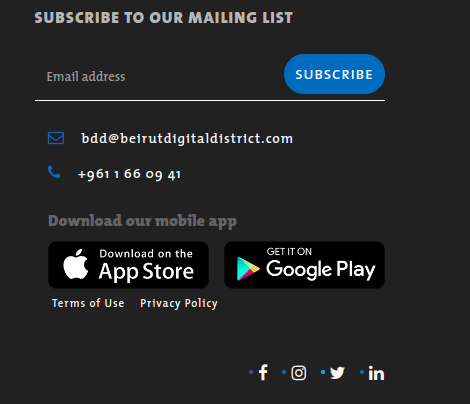 SUBSCRIBE TO OUR MAILING LIST
Email address
SUBSCRIBE
bdd@beirutdigitaldistrict.com
+961 1 66 09 41
Download our mobile app
Download on the
App Store
GET IT ON
Google Play
Terms of Use Privacy Policy